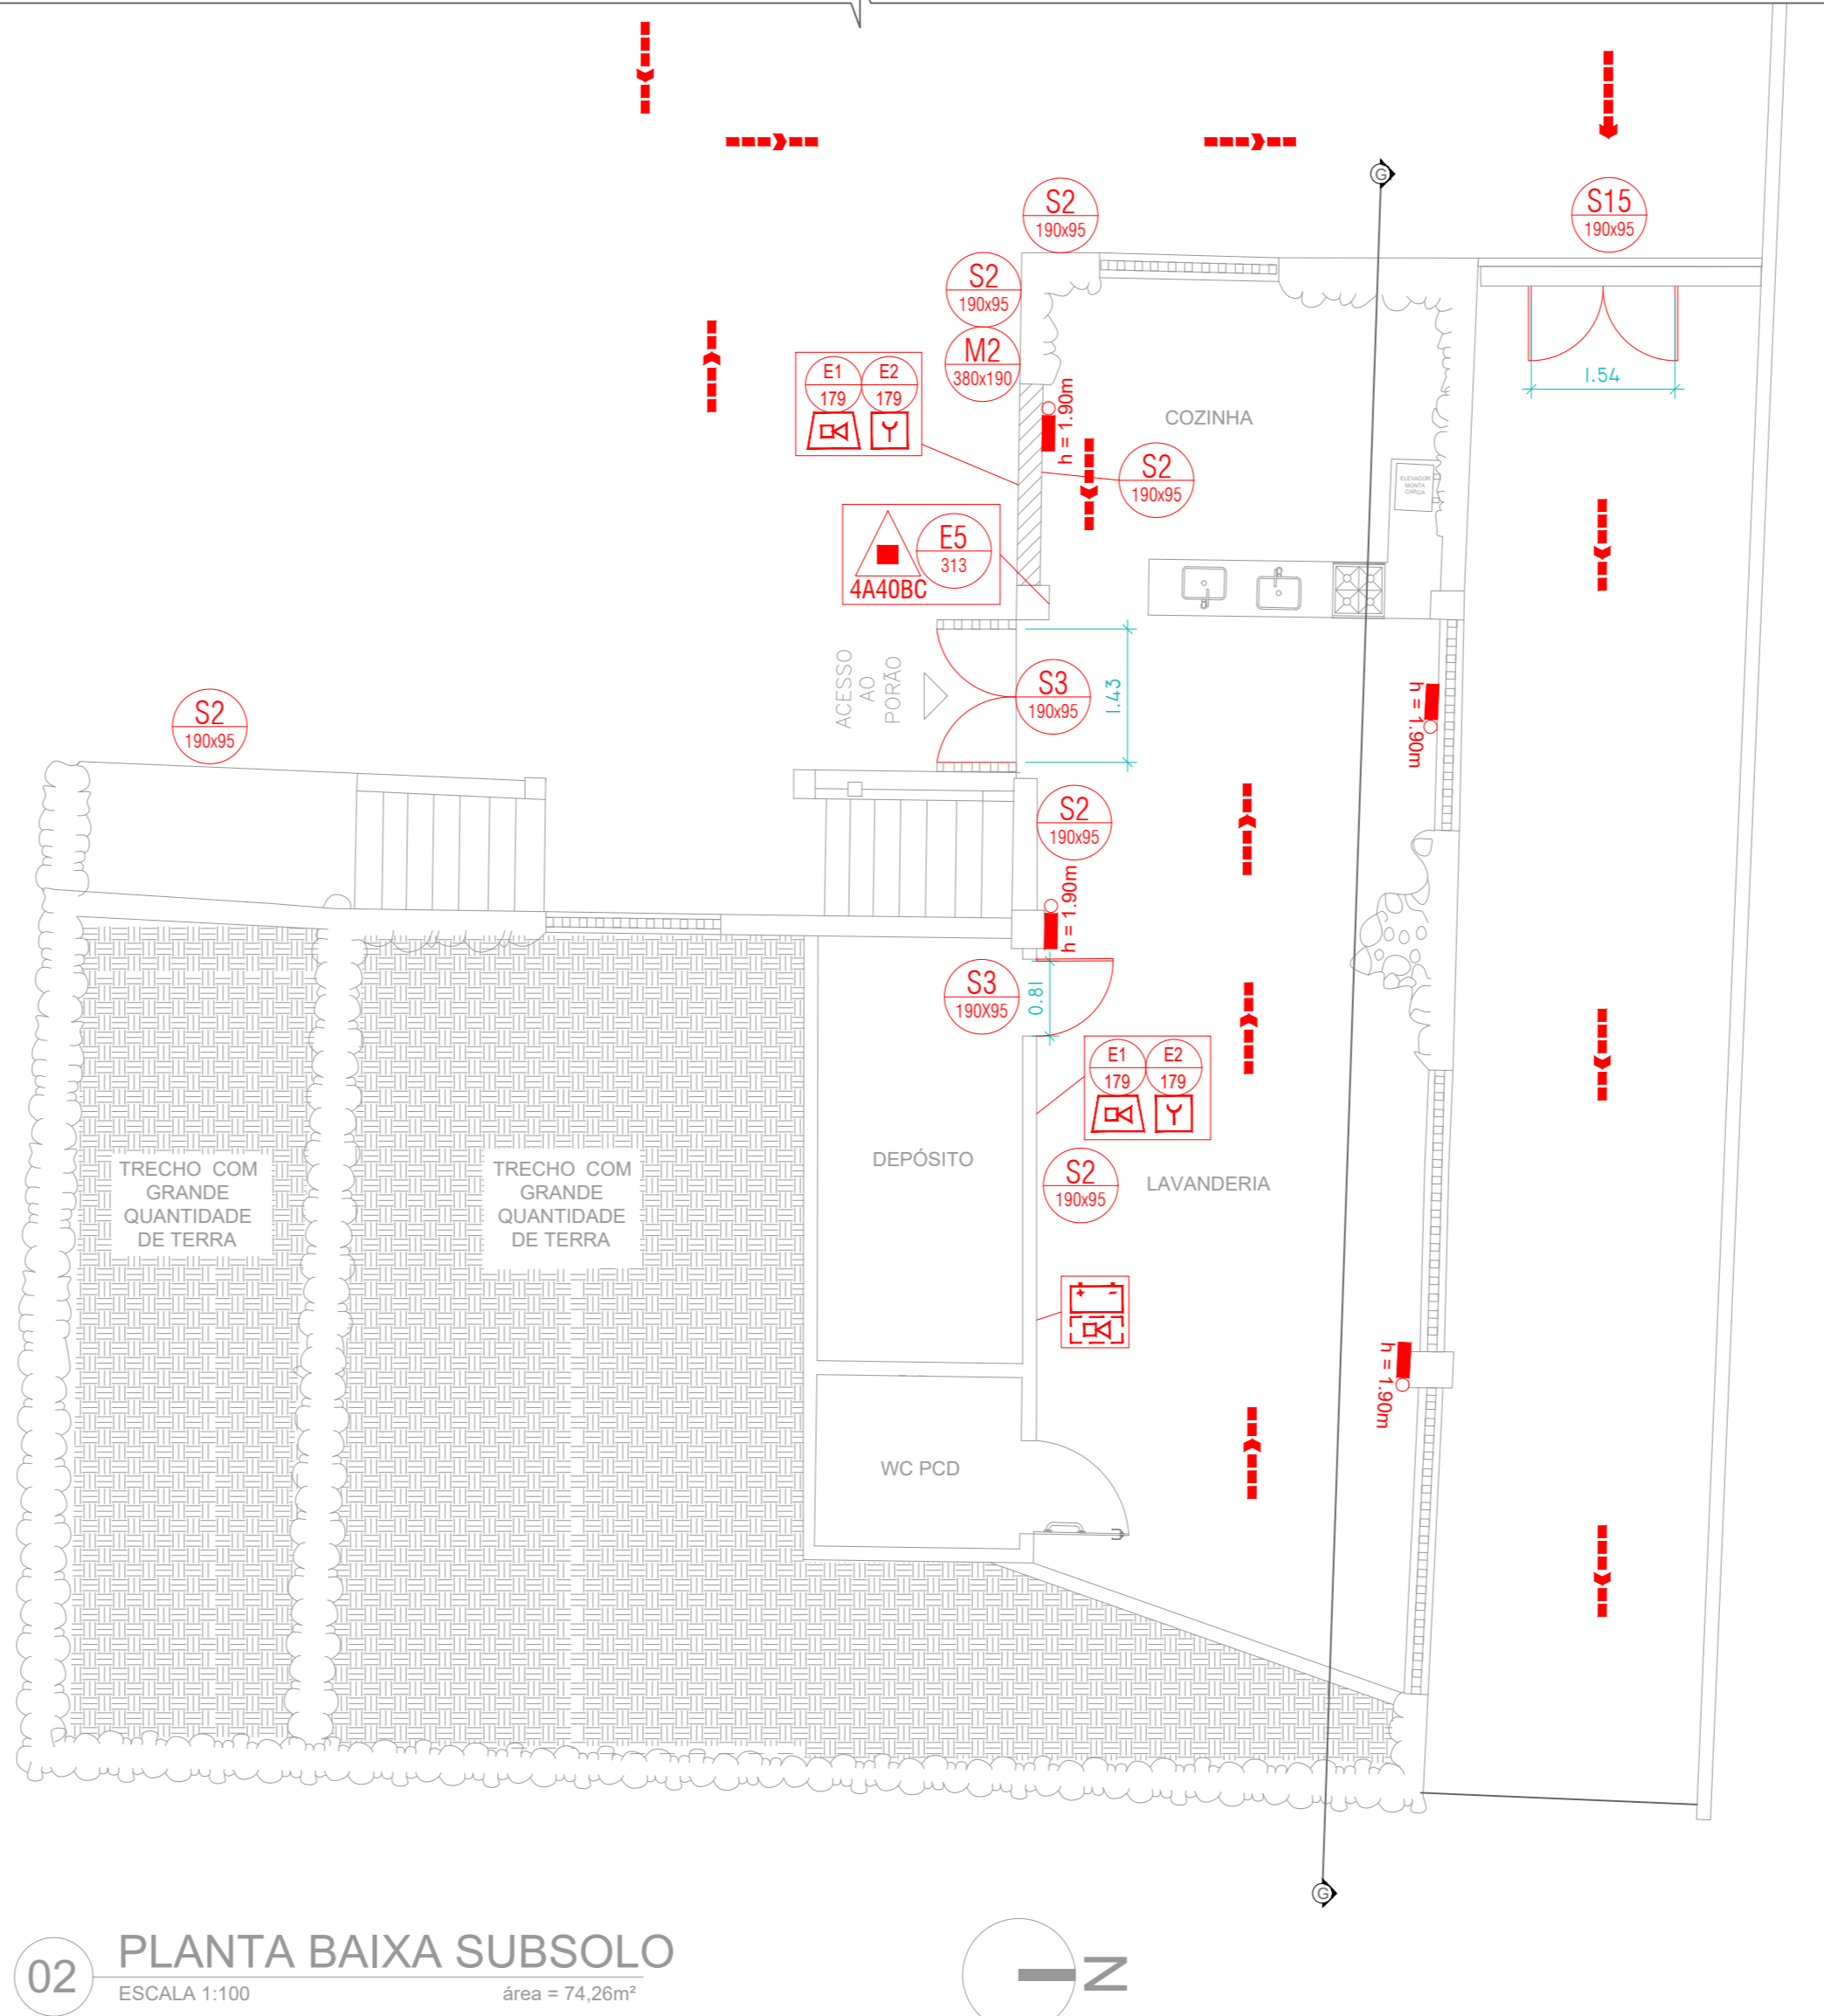 G
S2
190x95
S15
190x95
S2
190x95
M2
380x190
E1
179
E2
179
h = 1.90m
COZINHA
1.54
S2
190x95
ELEVADOR
MONTA
CARGA
4A40BC
E5
313
ACESSO
AO
PORÃO
S3
190x95
1.43
h = 1.90m
S2
190x95
S2
190x95
h = 1.90m
S3
190X95
0.81
E1
179
E2
179
TRECHO COM
GRANDE
QUANTIDADE
DE TERRA
TRECHO COM
GRANDE
QUANTIDADE
DE TERRA
DEPÓSITO
S2
190x95
LAVANDERIA
+ -
h = 1.90m
WC PCD
G
02
PLANTA BAIXA SUBSOLO
ESCALA 1:100
área = 74,26m²
N